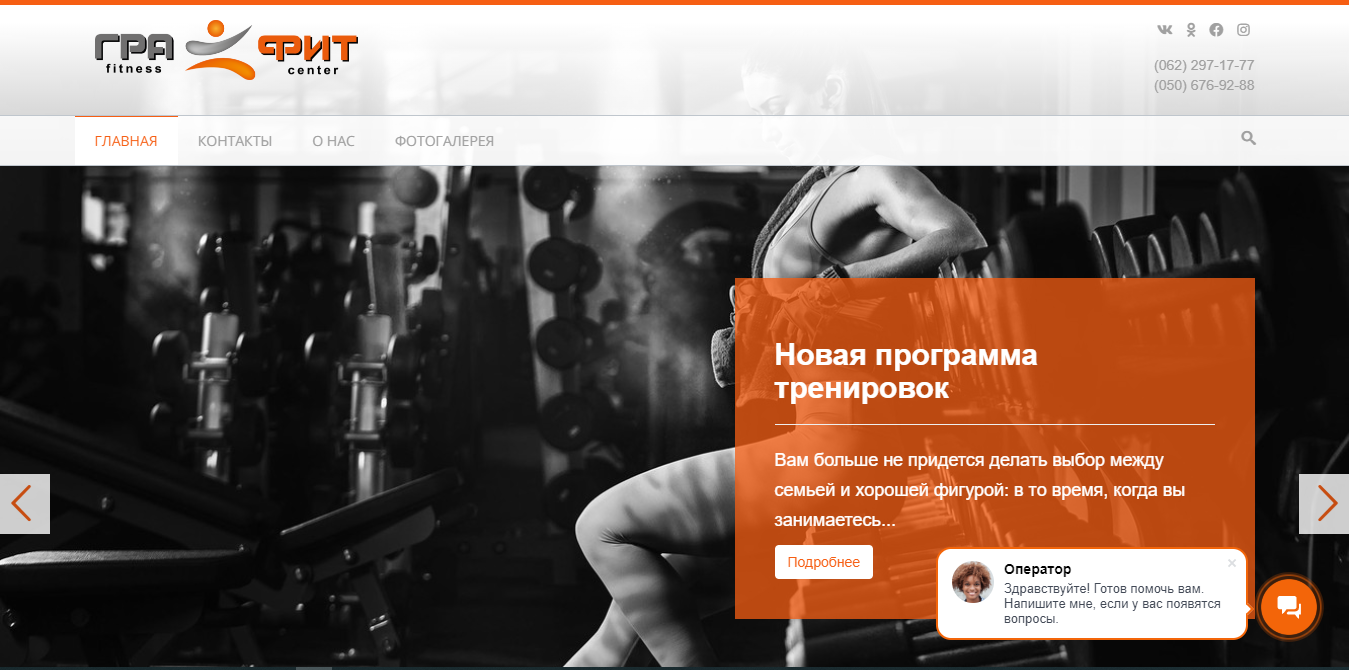 ГРА ФИТ
fitness center
(062) 297-17-77
(050) 676-92-88
ГЛАВНАЯ КОНТАКТЫ О НАС ФОТОГАЛЕРЕЯ
Новая программа
тренировок
Вам больше не придется делать выбор между
семьей и хорошей фигурой: в то время, когда вы
занимаетесь...
Подробнее
Оператор
Здравствуйте! Готов помочь вам.
Напишите мне, если у вас появятся
вопросы.